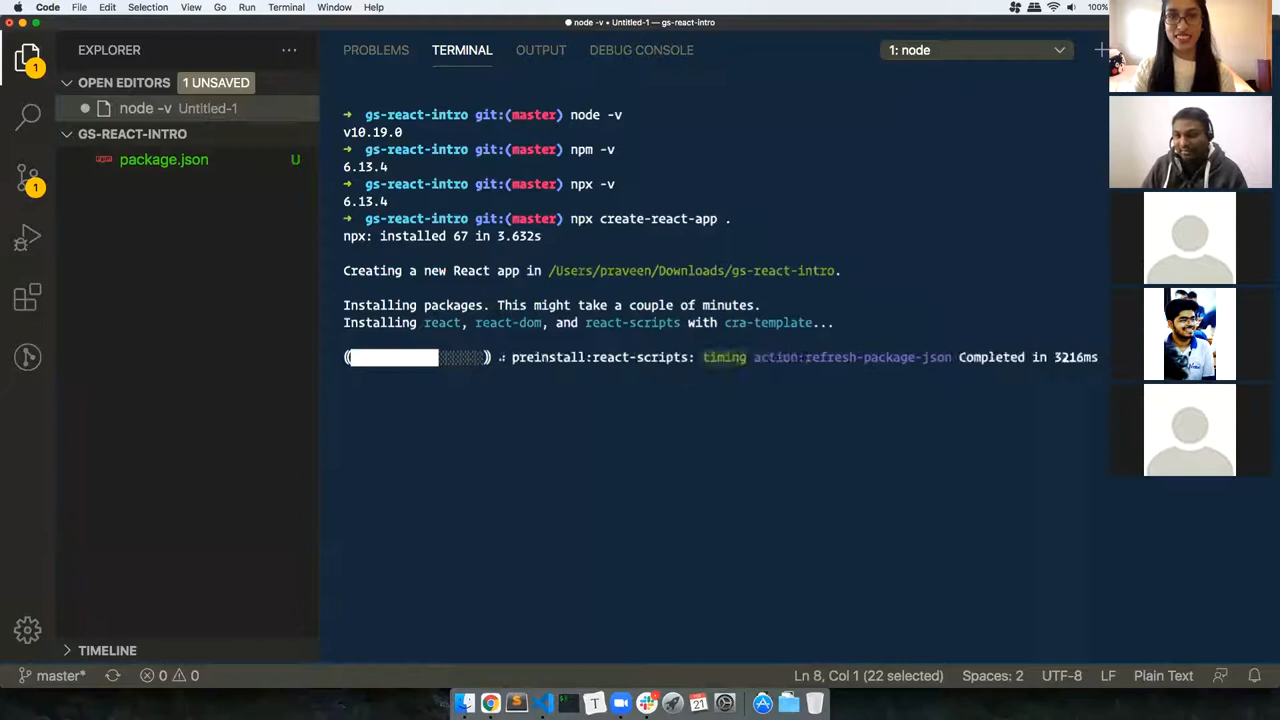 Code File Edit Selection View Go Run Terminal Window Help 100%
node -v • Untitled-1 — gs-react-intro
EXPLORER
PROBLEMS TERMINAL OUTPUT DEBUG CONSOLE 1: node
OPEN EDITORS 1 UNSAVED
node -v Untitled-1
GS-REACT-INTRO
package.json U
1
1
➜ gs-react-intro git:(master) node -v
v10.19.0
➜ gs-react-intro git:(master) npm -v
6.13.4
➜ gs-react-intro git:(master) npx -v
6.13.4
➜ gs-react-intro git:(master) npx create-react-app .
npx: installed 67 in 3.632s
Creating a new React app in /Users/praveen/Downloads/gs-react-intro.
Installing packages. This might take a couple of minutes.
Installing react, react-dom, and react-scripts with cra-template...
preinstall:react-scripts: timing action:refresh-package-json Completed in 3216ms
TIMELINE
master* 0 0 Ln 8, Col 1 (22 selected) Spaces: 2 UTF-8 LF Plain Text
21